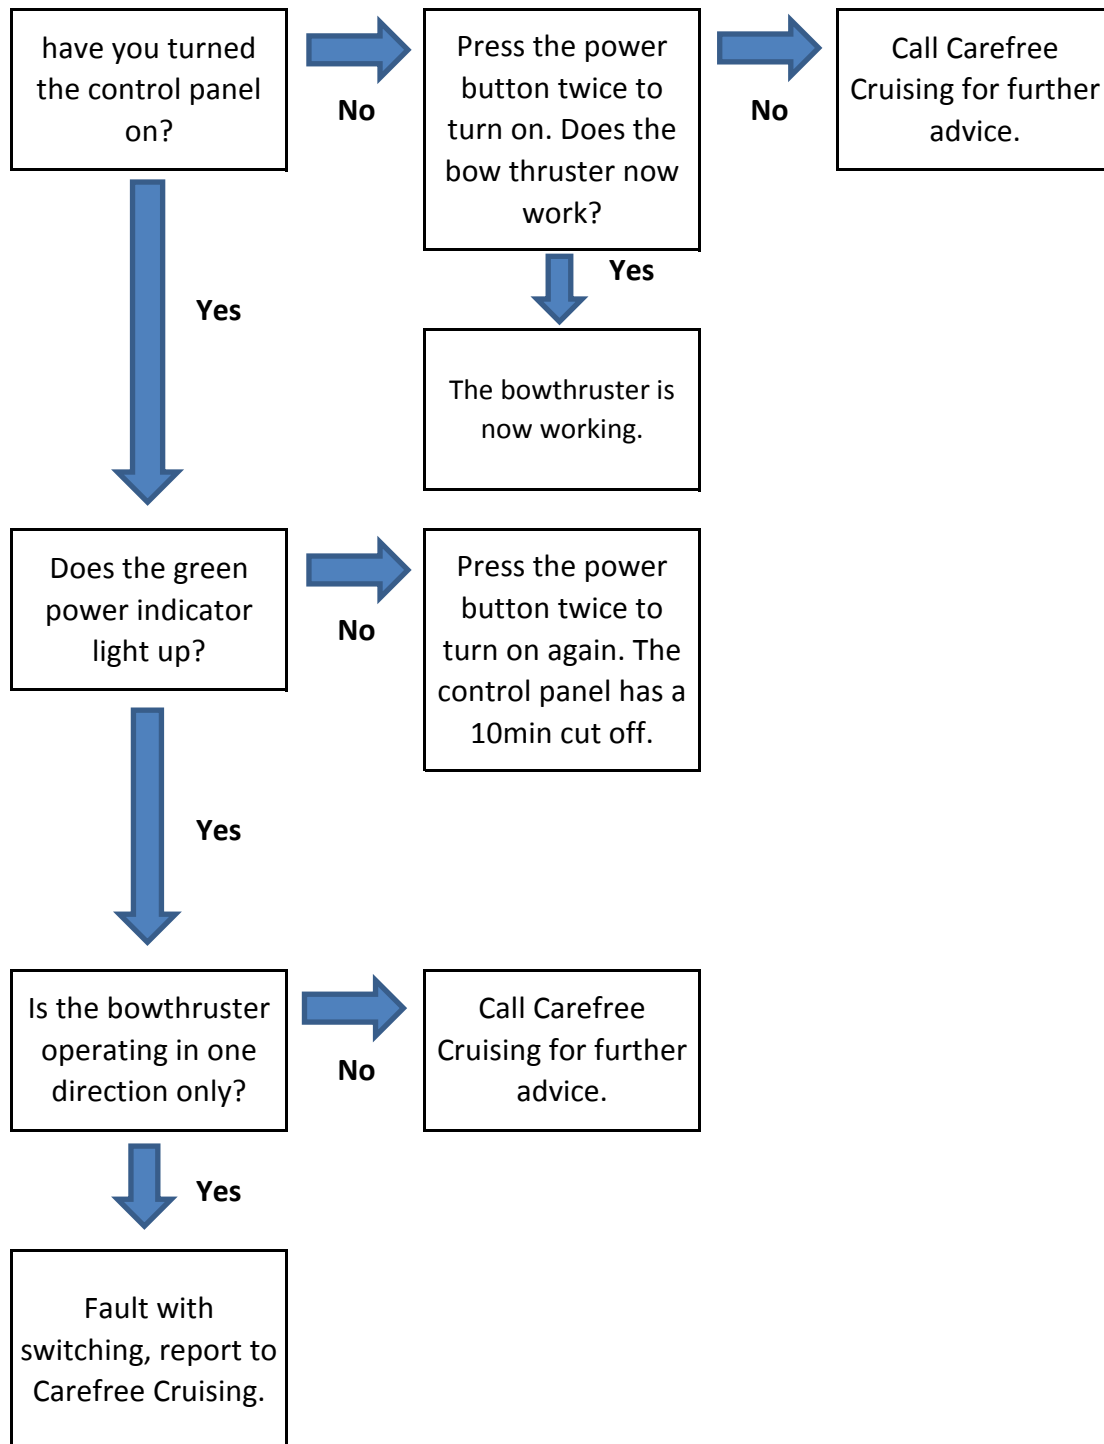 have you turned
the control panel
on?
No
Press the power
button twice to
turn on. Does the
bow thruster now
work?
No
Call Carefree
Cruising for further
advice.
Yes
Yes
The bowthruster is
now working.
Does the green
power indicator
light up?
No
Press the power
button twice to
turn on again. The
control panel has a
10min cut off.
Yes
Is the bowthruster
operating in one
direction only?
No
Call Carefree
Cruising for further
advice.
Yes
Fault with
switching, report to
Carefree Cruising.